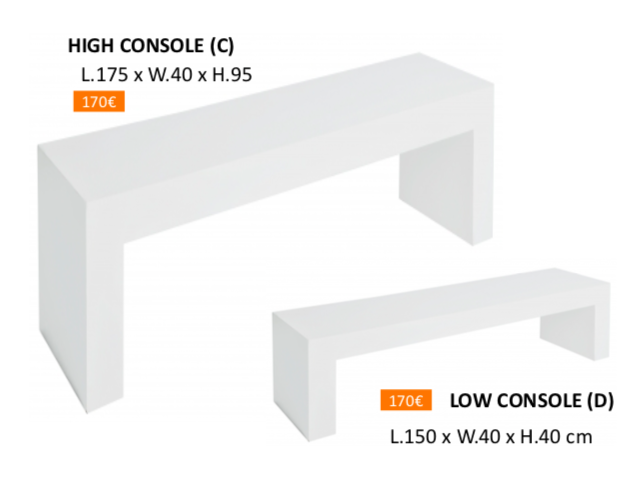 HIGH CONSOLE (C)
L.175 x W.40 x H.95
170€
170€ LOW CONSOLE (D)
L.150 x W.40 x H.40 cm